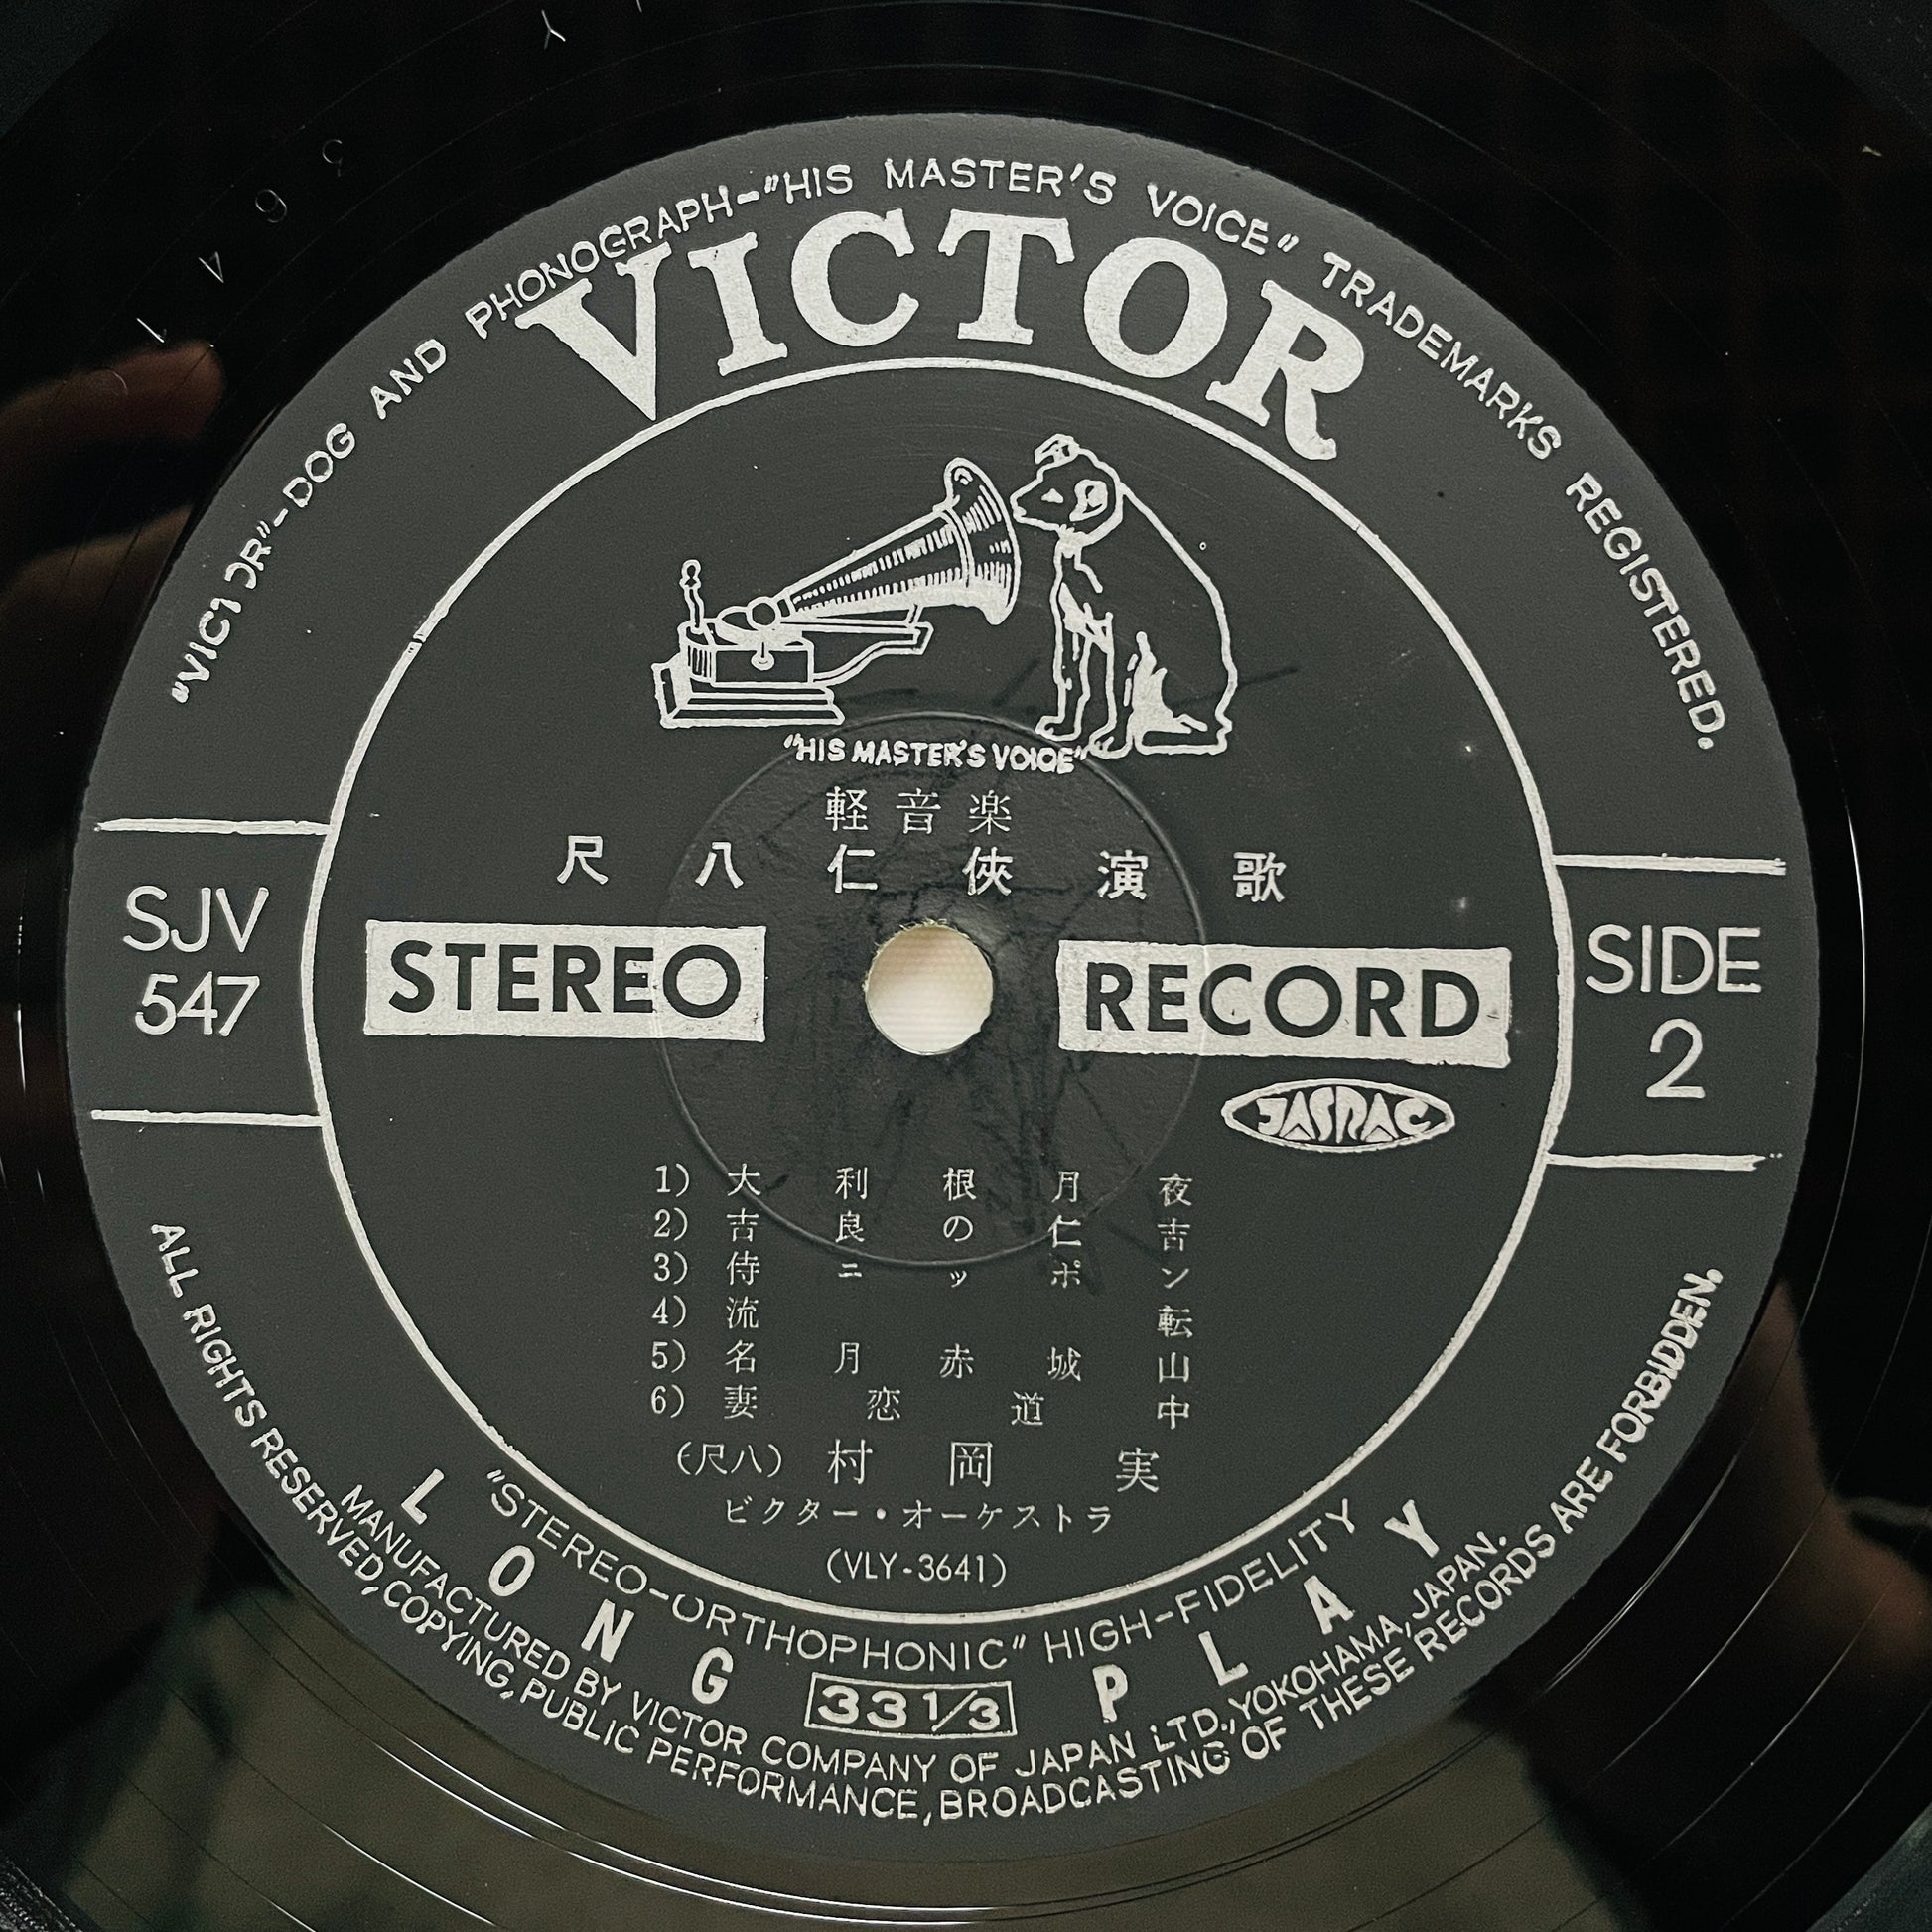 "VICTOR"-DOG AND PHONOGRAPH-"HIS MASTER'S VOICE" TRADEMARKS REGISTERED.
VICTOR
"HIS MASTER'S VOICE"
軽音楽
尺八仁俠演歌
SJV
547
STEREO RECORD
SIDE
2
JASRAC
1) 大利根月夜
2) 吉良の仁吉
3) 侍ニッポン
4) 流転
5) 名月赤城山
6) 妻恋道中
(尺八) 村岡 実
ビクター・オーケストラ
(VLY-3641)
"STEREO-ORTHOPHONIC" HIGH-FIDELITY
LONG 33 1/3 PLAY
MANUFACTURED BY VICTOR COMPANY OF JAPAN LTD., YOKOHAMA, JAPAN.
ALL RIGHTS RESERVED, COPYING, PUBLIC PERFORMANCE, BROADCASTING OF THESE RECORDS ARE FORBIDDEN.